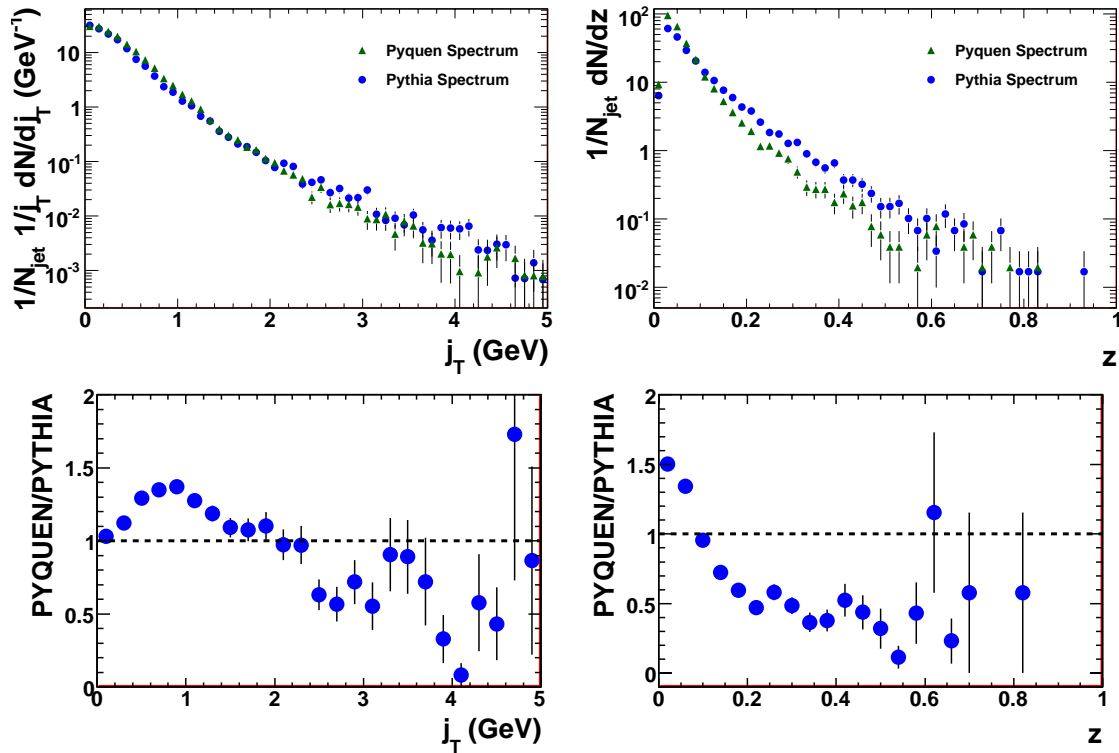 1/N_jet 1/j_T dN/dj_T (GeV^-1)
10
1
10^-1
10^-2
10^-3
Pyquen Spectrum
Pythia Spectrum
0 1 2 3 4 5
j_T (GeV)
1/N_jet dN/dz
10^2
10
1
10^-1
10^-2
Pyquen Spectrum
Pythia Spectrum
0 0.2 0.4 0.6 0.8 1
z
PYQUEN/PYTHIA
2
1.5
1
0.5
0
0 1 2 3 4 5
j_T (GeV)
PYQUEN/PYTHIA
2
1.5
1
0.5
0
0 0.2 0.4 0.6 0.8 1
z